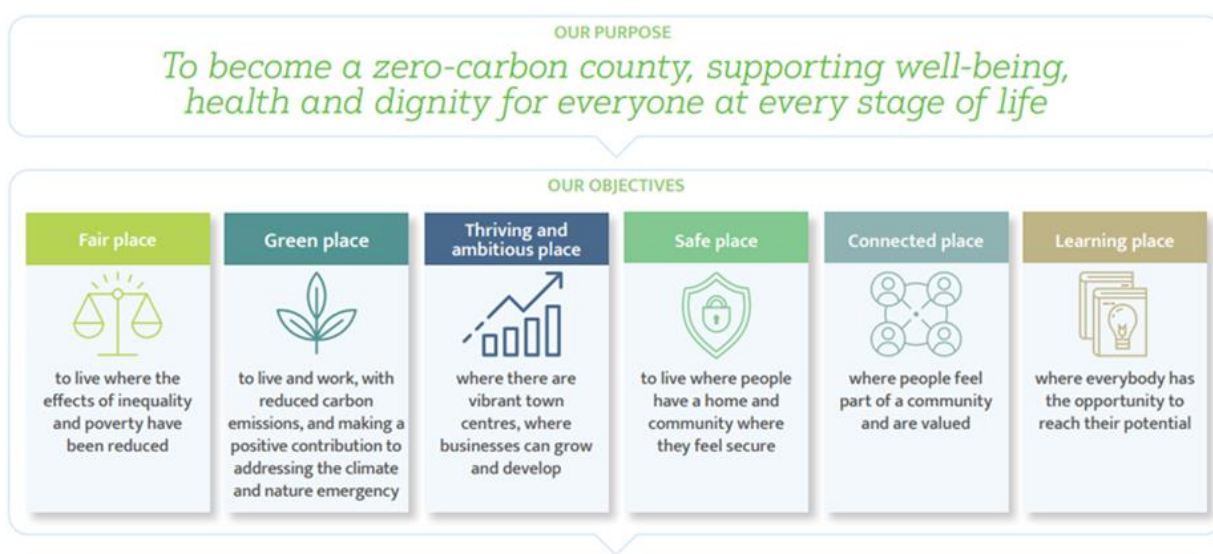 OUR PURPOSE
To become a zero-carbon county, supporting well-being,
health and dignity for everyone at every stage of life
OUR OBJECTIVES
Fair place
to live where the
effects of inequality
and poverty have
been reduced
Green place
to live and work, with
reduced carbon
emissions, and making a
positive contribution to
addressing the climate
and nature emergency
Thriving and
ambitious place
where there are
vibrant town
centres, where
businesses can grow
and develop
Safe place
to live where people
have a home and
community where
they feel secure
Connected place
where people feel
part of a community
and are valued
Learning place
where everybody has
the opportunity to
reach their potential